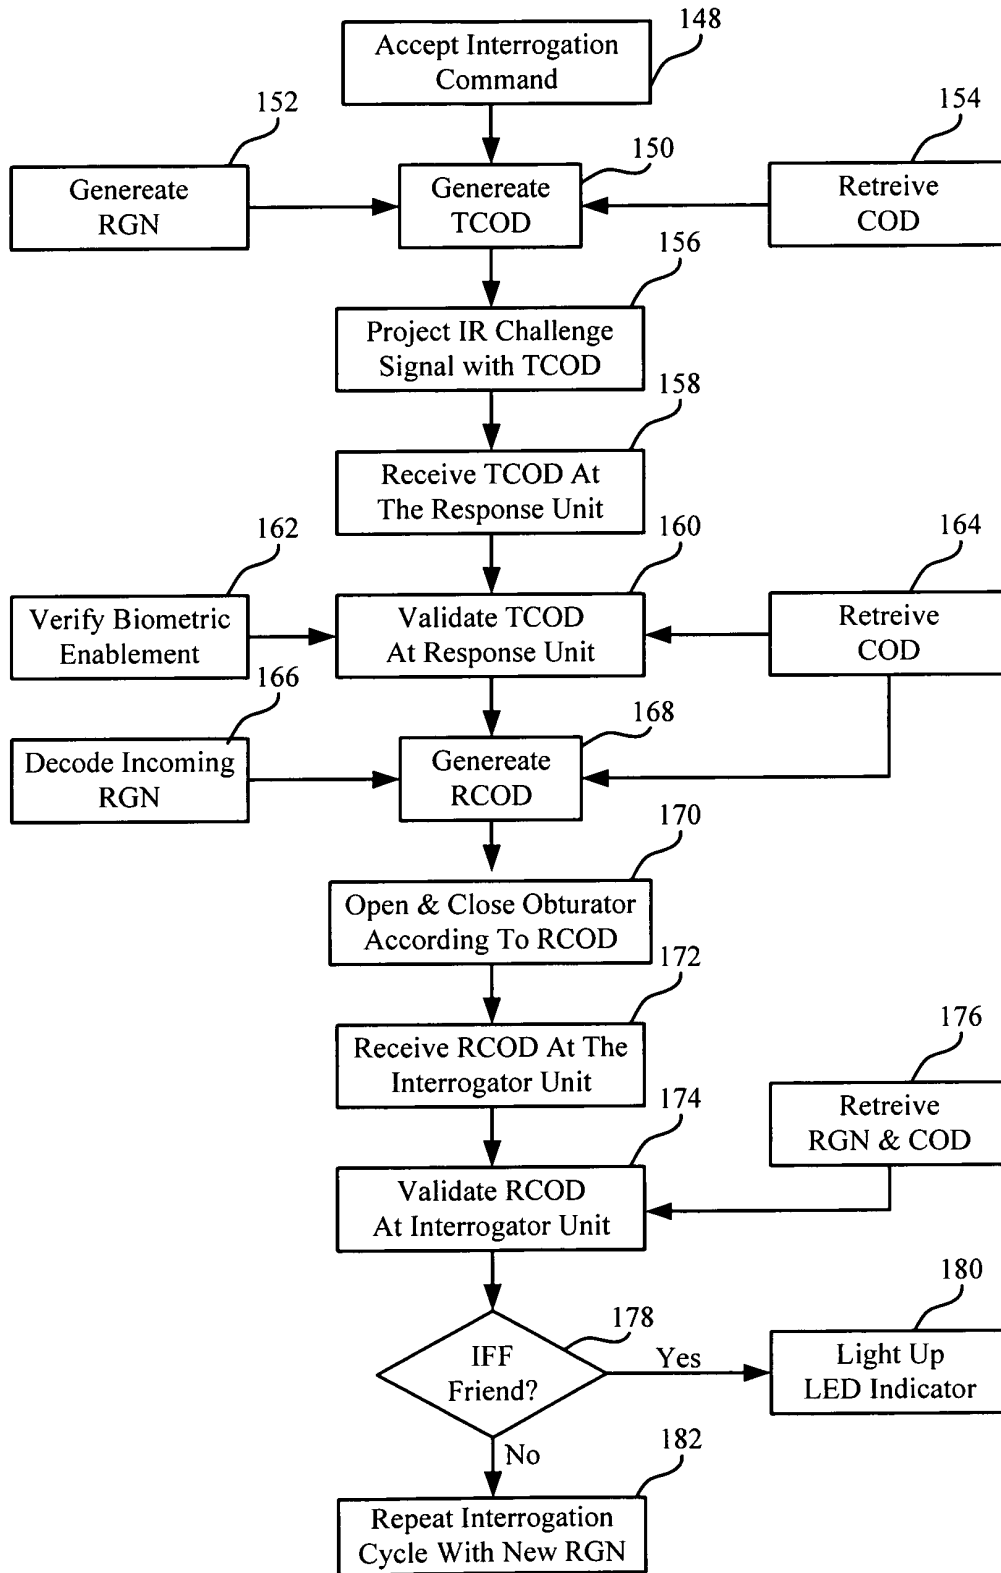 148
Accept Interrogation
Command
152
150
154
Genereate
RGN
Genereate
TCOD
Retreive
COD
156
Project IR Challenge
Signal with TCOD
158
Receive TCOD At
The Response Unit
162
160
164
Verify Biometric
Enablement
Validate TCOD
At Response Unit
Retreive
COD
166
168
Decode Incoming
RGN
Genereate
RCOD
170
Open & Close Obturator
According To RCOD
172
Receive RCOD At The
Interrogator Unit
176
174
Retreive
RGN & COD
Validate RCOD
At Interrogator Unit
178
180
IFF
Friend?
Yes
Light Up
LED Indicator
No
182
Repeat Interrogation
Cycle With New RGN